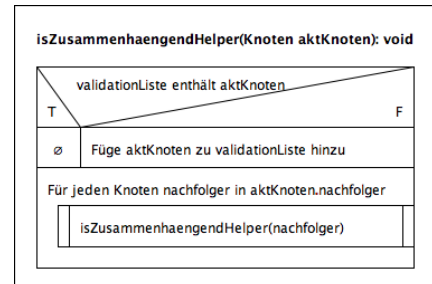 isZusammenhaengendHelper(Knoten aktKnoten): void
validationListe enthält aktKnoten
T F
ø Füge aktKnoten zu validationListe hinzu
Für jeden Knoten nachfolger in aktKnoten.nachfolger
isZusammenhaengendHelper(nachfolger)